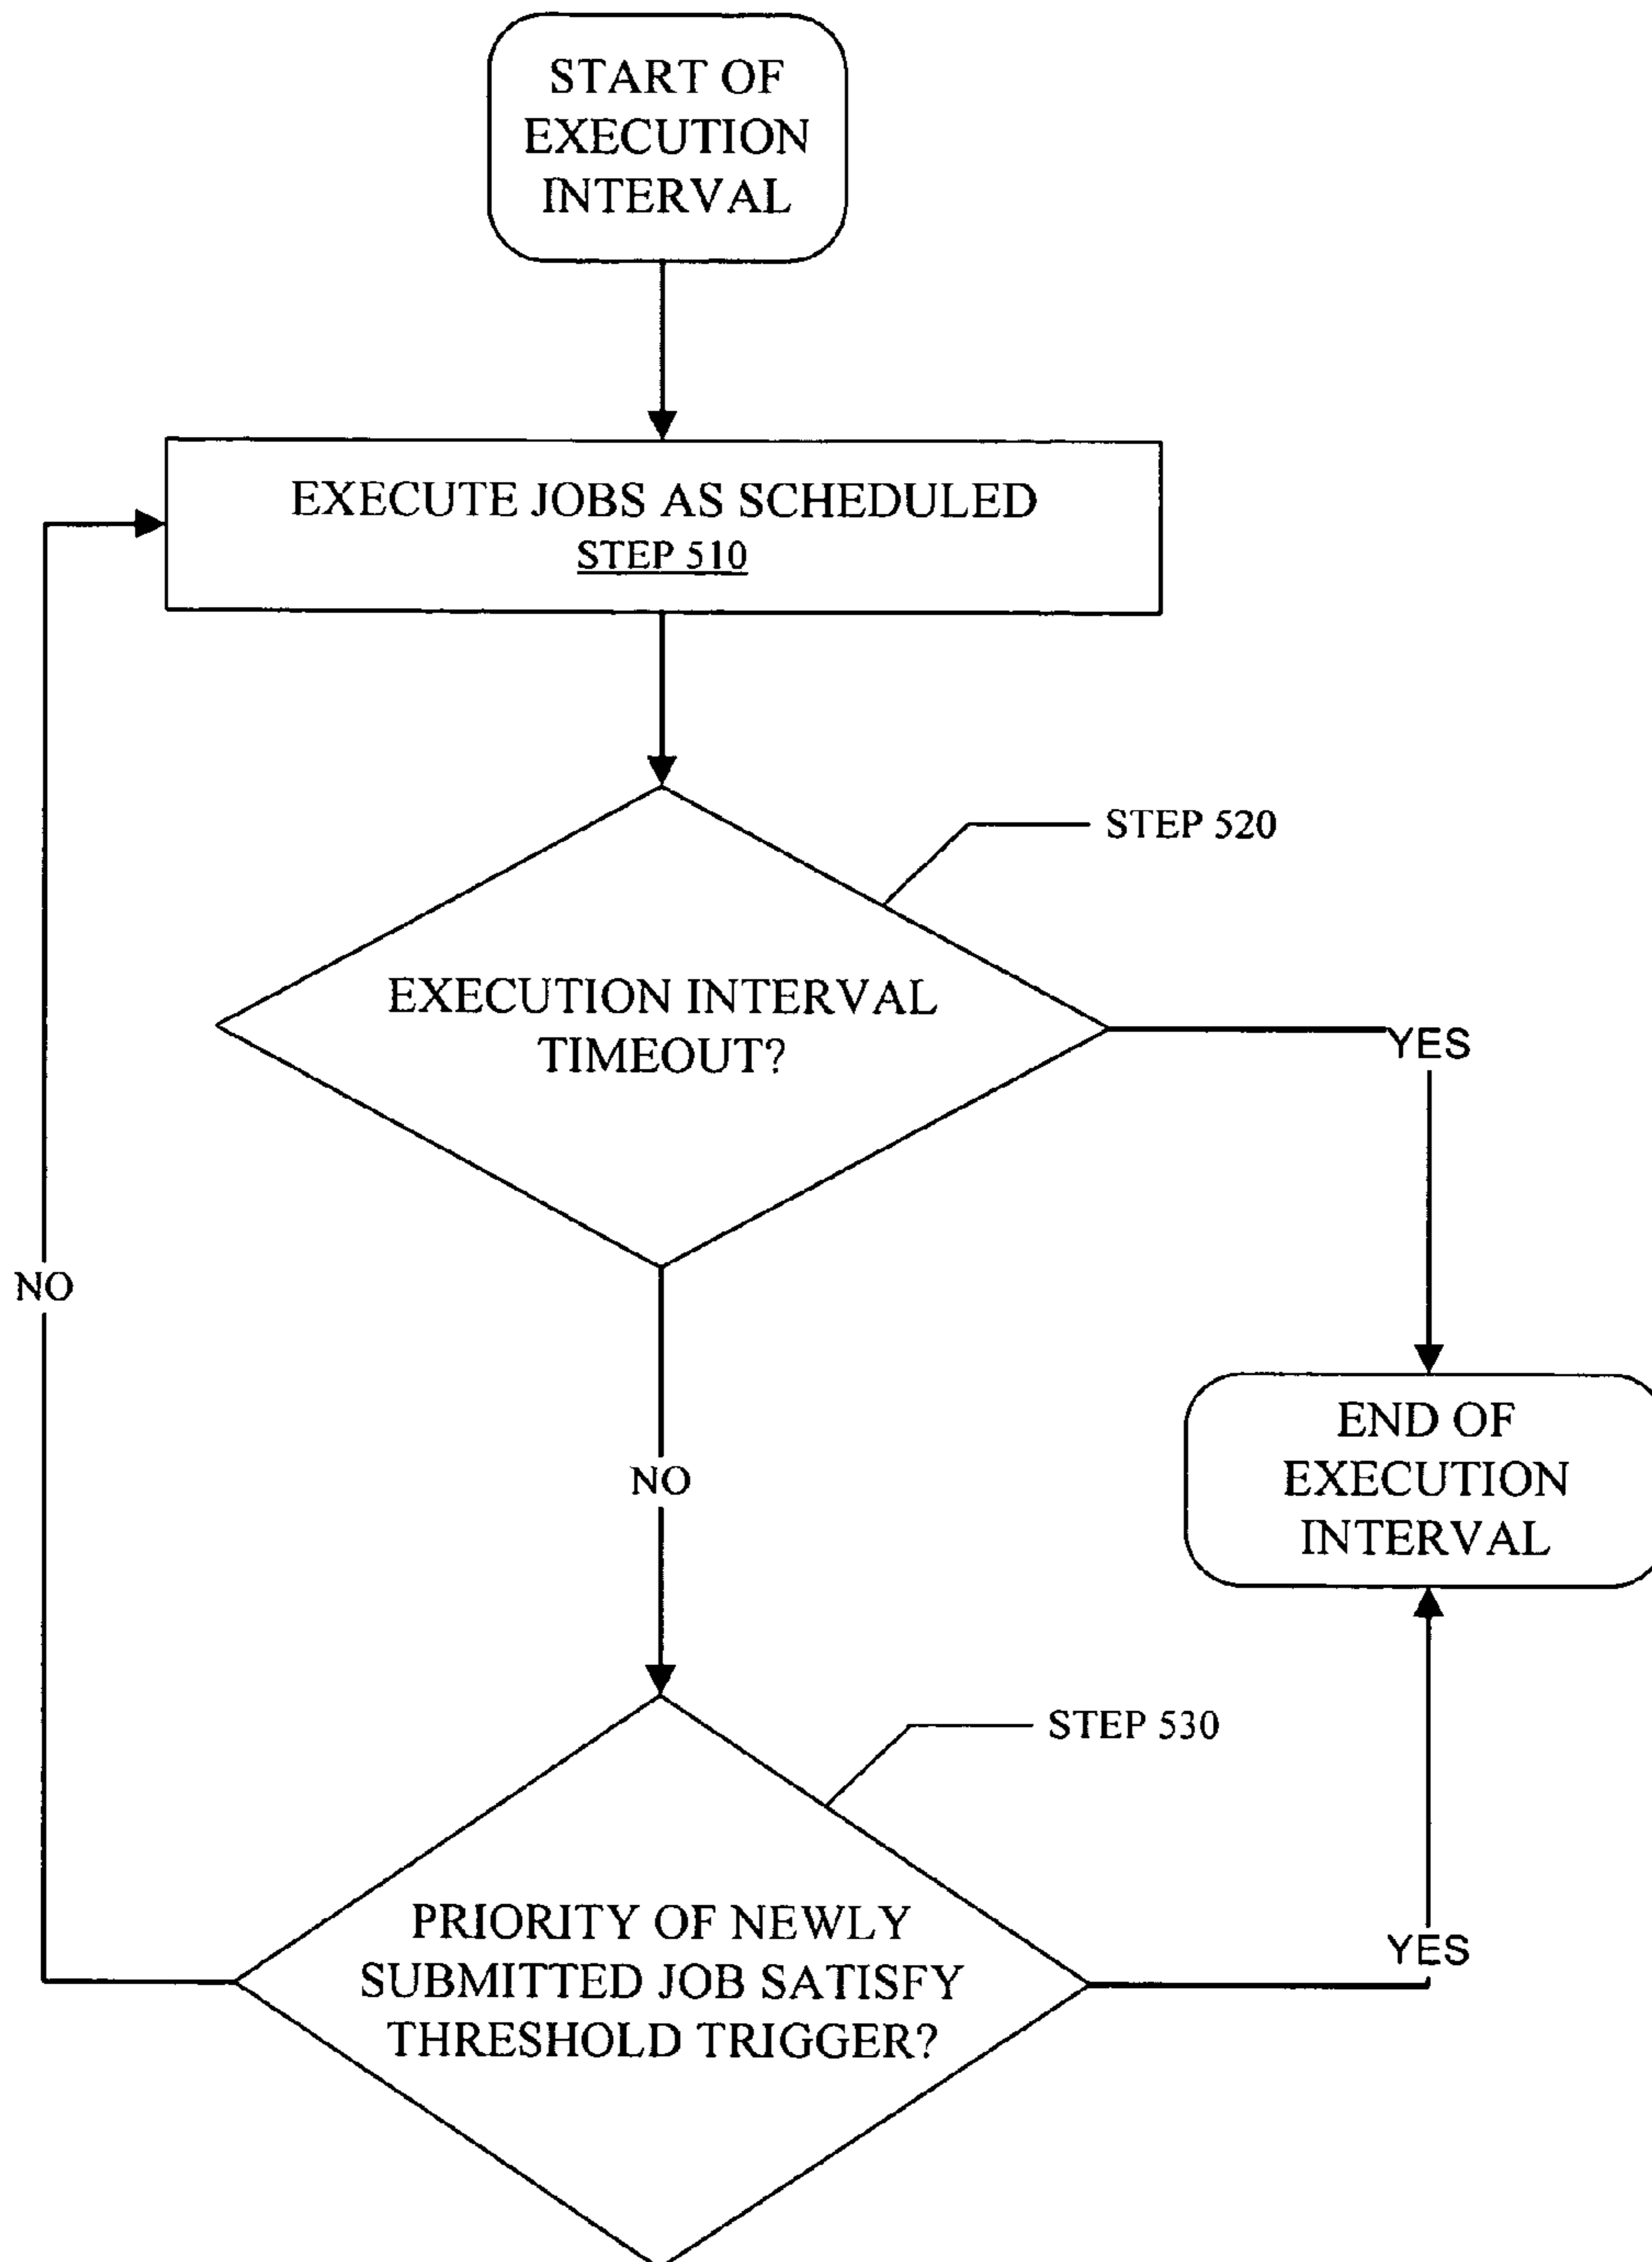 START OF
EXECUTION
INTERVAL
EXECUTE JOBS AS SCHEDULED
STEP 510
STEP 520
EXECUTION INTERVAL
TIMEOUT?
YES
NO
END OF
EXECUTION
INTERVAL
NO
STEP 530
PRIORITY OF NEWLY
SUBMITTED JOB SATISFY
THRESHOLD TRIGGER?
YES